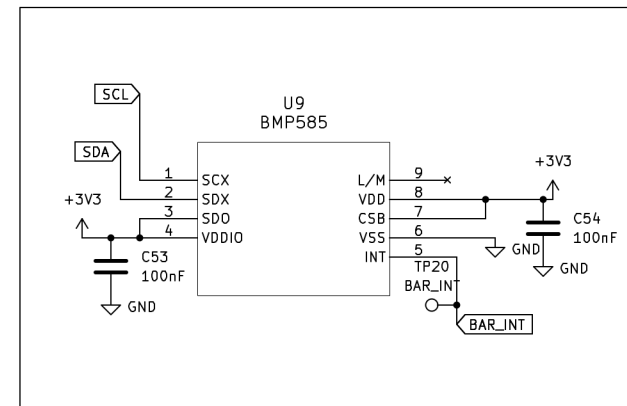 SCL
U9
BMP585
SDA
1 SCX
L/M 9
+3V3
+3V3
2 SDX
VDD 8
3 SDO
CSB 7
C54
4 VDDIO
VSS 6
100nF
C53
INT 5
GND
100nF
TP20
GND
BAR_INT
GND
BAR_INT